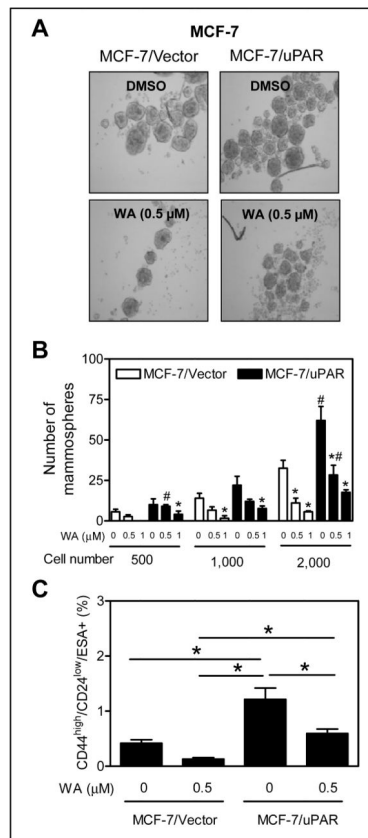 A
MCF-7
MCF-7/Vector MCF-7/uPAR
DMSO DMSO
WA (0.5 µM) WA (0.5 µM)
B
100
75
50
25
0
Number of mammospheres
MCF-7/Vector MCF-7/uPAR
# * * * # * * *# *
WA (µM) 0 0.5 1 0 0.5 1 0 0.5 1 0 0.5 1 0 0.5 1 0 0.5 1
Cell number 500 1,000 2,000
C
CD44high/CD24low/ESA+ (%)
3
2
1
0
*
*
* *
WA (µM) 0 0.5 0 0.5
MCF-7/Vector MCF-7/uPAR